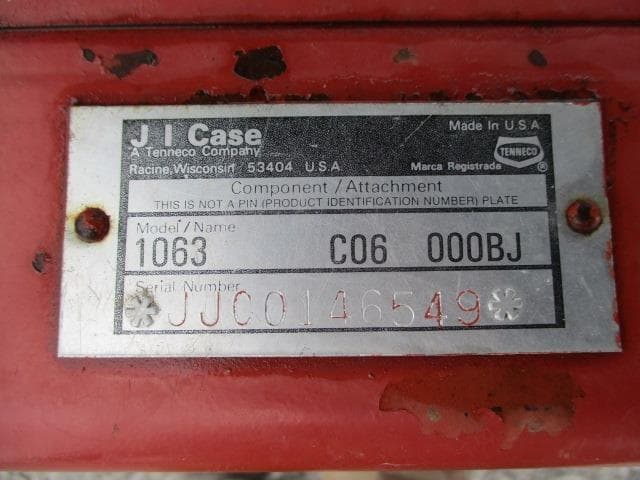 J I Case
A Tenneco Company
Racine, Wisconsin 53404 U.S.A
Made In U.S.A
TENNECO
Marca Registrada ®
Component / Attachment
THIS IS NOT A PIN (PRODUCT IDENTIFICATION NUMBER) PLATE
Model / Name
1063 C06 000BJ
Serial Number
JJC0146549